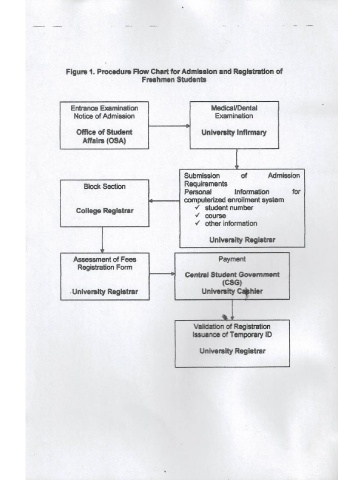 Figure 1. Procedure Flow Chart for Admission and Registration of
Freshmen Students
Entrance Examination
Notice of Admission
Office of Student
Affairs (OSA)
Medical/Dental
Examination
University Infirmary
Submission of Admission
Requirements
Personal Information for
computerized enrollment system
✓ student number
✓ course
✓ other information
University Registrar
Block Section
College Registrar
Assessment of Fees
Registration Form
University Registrar
Payment
Central Student Government
(CSG)
University Cashier
Validation of Registration
Issuance of Temporary ID
University Registrar